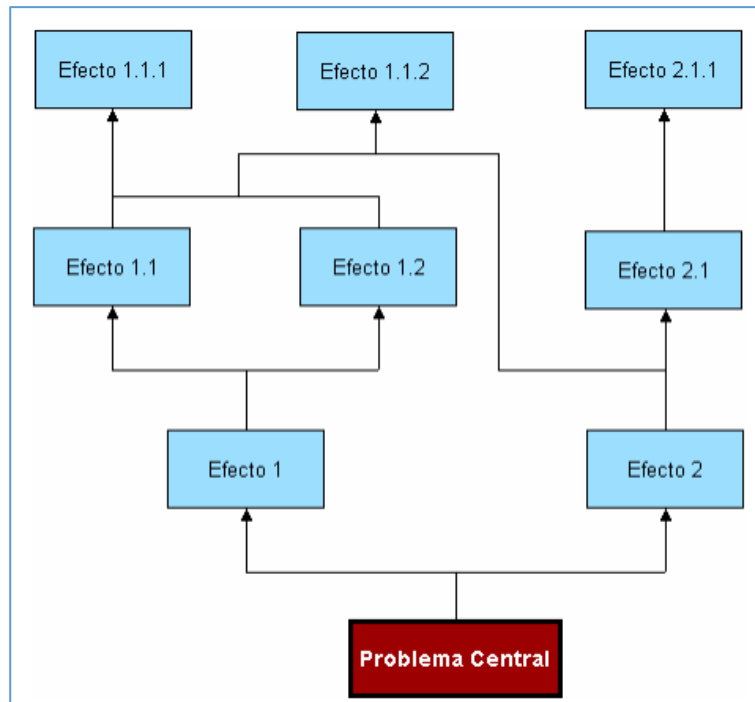 Efecto 1.1.1
Efecto 1.1.2
Efecto 2.1.1
Efecto 1.1
Efecto 1.2
Efecto 2.1
Efecto 1
Efecto 2
Problema Central